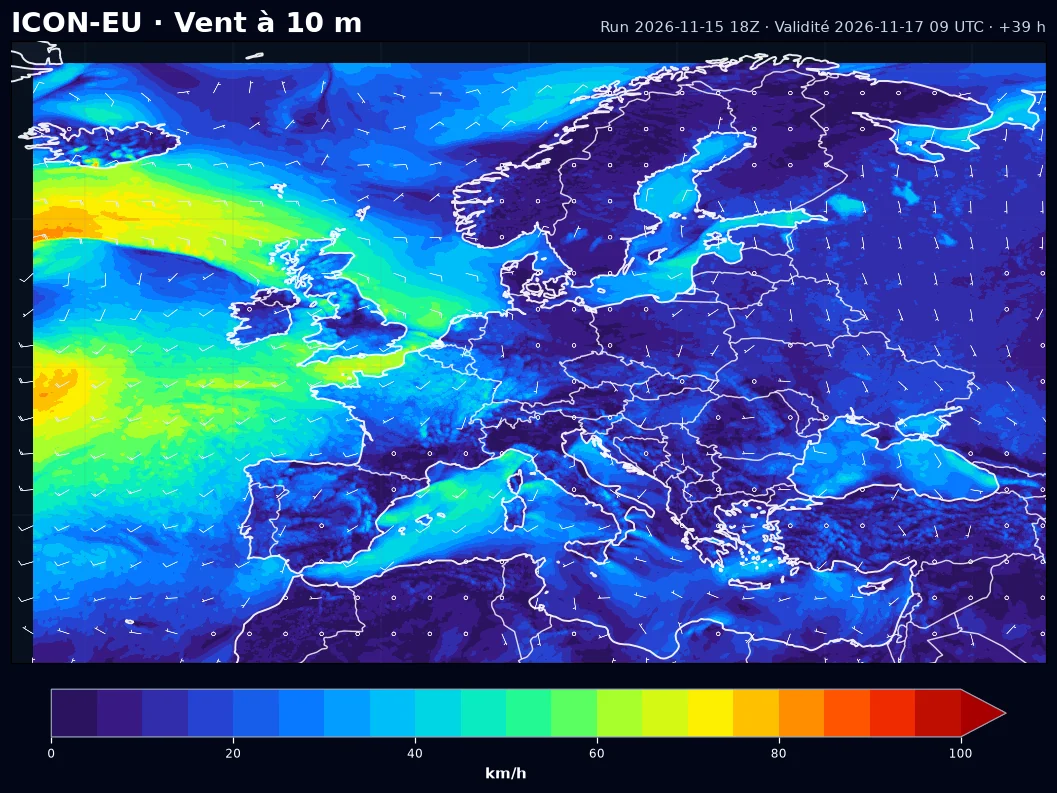 ICON-EU · Vent à 10 m
Run 2026-11-15 18Z · Validité 2026-11-17 09 UTC · +39 h
0 20 40 60 80 100
km/h